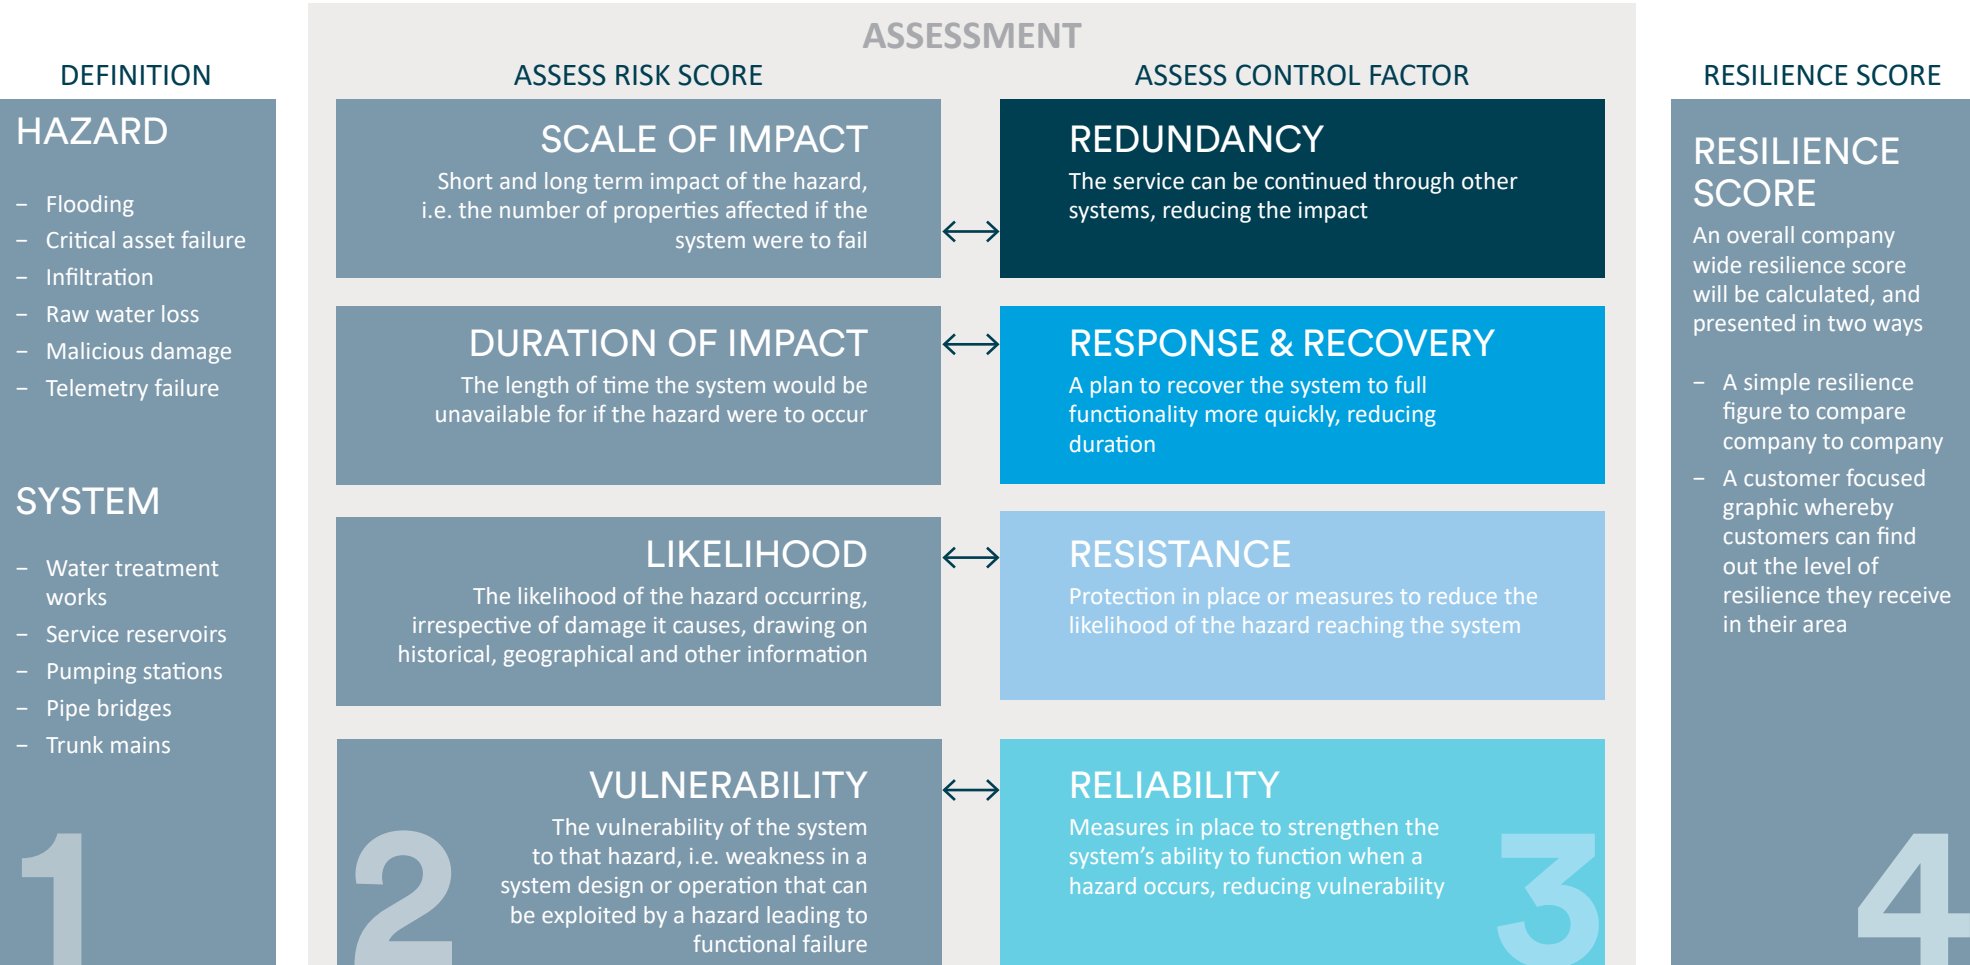 ASSESSMENT
DEFINITION
HAZARD
– Flooding
– Critical asset failure
– Infiltration
– Raw water loss
– Malicious damage
– Telemetry failure
SYSTEM
– Water treatment
works
– Service reservoirs
– Pumping stations
– Pipe bridges
– Trunk mains
1
ASSESS RISK SCORE
SCALE OF IMPACT
Short and long term impact of the hazard,
i.e. the number of properties affected if the
system were to fail
DURATION OF IMPACT
The length of time the system would be
unavailable for if the hazard were to occur
LIKELIHOOD
The likelihood of the hazard occurring,
irrespective of damage it causes, drawing on
historical, geographical and other information
VULNERABILITY
The vulnerability of the system
to that hazard, i.e. weakness in a
system design or operation that can
be exploited by a hazard leading to
functional failure
2
ASSESS CONTROL FACTOR
REDUNDANCY
The service can be continued through other
systems, reducing the impact
RESPONSE & RECOVERY
A plan to recover the system to full
functionality more quickly, reducing
duration
RESISTANCE
Protection in place or measures to reduce the
likelihood of the hazard reaching the system
RELIABILITY
Measures in place to strengthen the
system’s ability to function when a
hazard occurs, reducing vulnerability
3
RESILIENCE SCORE
RESILIENCE
SCORE
An overall company
wide resilience score
will be calculated, and
presented in two ways
– A simple resilience
figure to compare
company to company
– A customer focused
graphic whereby
customers can find
out the level of
resilience they receive
in their area
4